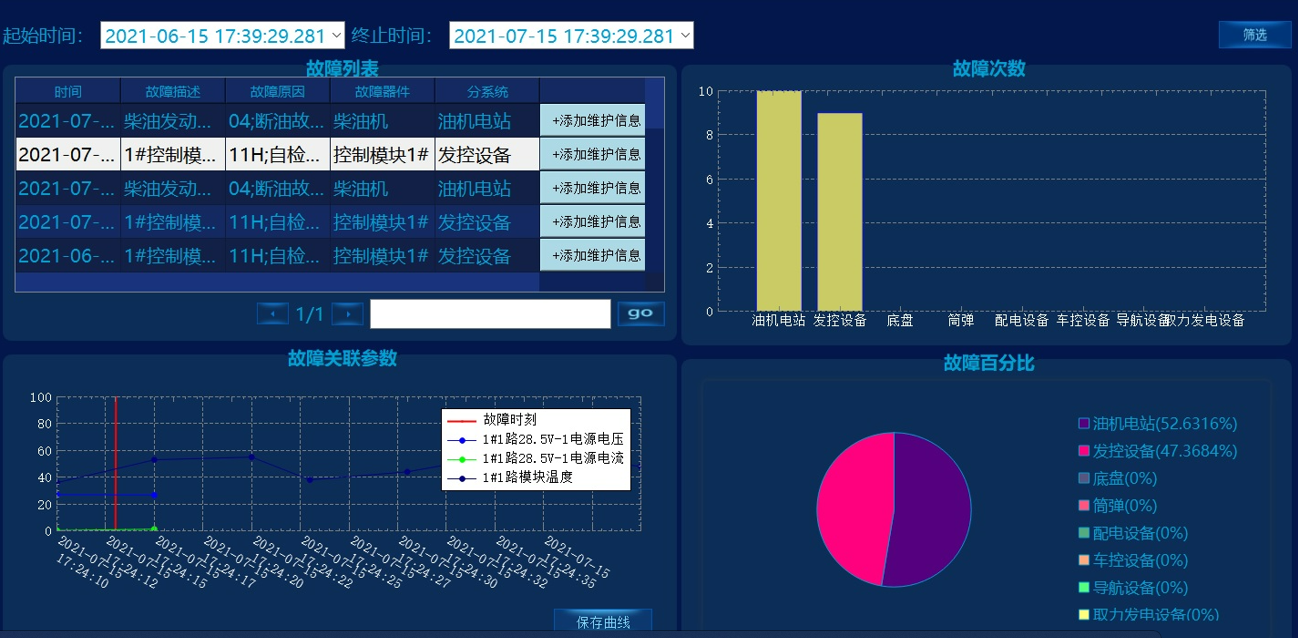 起始时间： 2021-06-15 17:39:29.281 终止时间： 2021-07-15 17:39:29.281 筛选
故障列表
时间 故障描述 故障原因 故障器件 分系统
2021-07-... 柴油发动... 04;断油故... 柴油机 油机电站 +添加维护信息
2021-07-... 1#控制模... 11H;自检... 控制模块1# 发控设备 +添加维护信息
2021-07-... 柴油发动... 04;断油故... 柴油机 油机电站 +添加维护信息
2021-07-... 1#控制模... 11H;自检... 控制模块1# 发控设备 +添加维护信息
2021-06-... 1#控制模... 11H;自检... 控制模块1# 发控设备 +添加维护信息
1/1 go
故障次数
10
8
6
4
2
0
油机电站 发控设备 底盘 筒弹 配电设备 车控设备 导航设备 取力发电设备
故障关联参数
100
80
60
40
20
0
故障时刻
1#1路28.5V-1电源电压
1#1路28.5V-1电源电流
1#1路模块温度
2021-07-15 17:24:10
2021-07-15 17:24:12
2021-07-15 17:24:15
2021-07-15 17:24:17
2021-07-15 17:24:20
2021-07-15 17:24:22
2021-07-15 17:24:25
2021-07-15 17:24:27
2021-07-15 17:24:30
2021-07-15 17:24:32
2021-07-15 17:24:35
保存曲线
故障百分比
油机电站(52.6316%)
发控设备(47.3684%)
底盘(0%)
筒弹(0%)
配电设备(0%)
车控设备(0%)
导航设备(0%)
取力发电设备(0%)